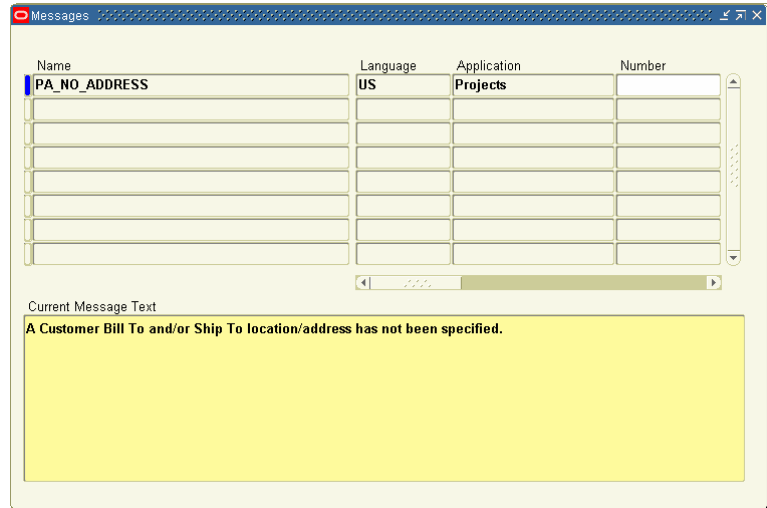 Messages
Name Language Application Number
PA_NO_ADDRESS US Projects
Current Message Text
A Customer Bill To and/or Ship To location/address has not been specified.